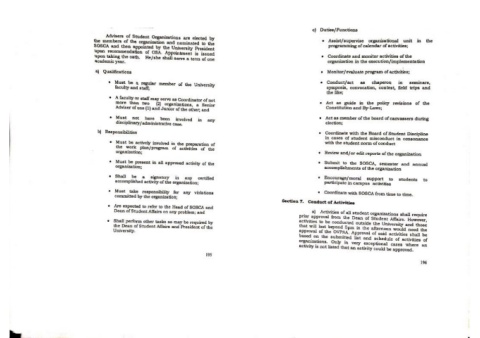 Advisers of Student Organizations are elected by
the members of the organization and nominated to the
SOSCA and then appointed by the University President
upon recommendation of OSA. Appointment is issued
upon taking the oath. He/she shall serve a term of one
academic year.
a) Qualifications
• Must be a regular member of the University
faculty and staff;
• A faculty or staff may serve as Coordinator of not
more than two (2) organizations, a Senior
Adviser of one (1) and Junior of the other; and
• Must not have been involved in any
disciplinary/administrative case.
b) Responsibilities
• Must be actively involved in the preparation of
the work plan/program of activities of the
organization;
• Must be present in all approved activity of the
organization;
• Shall be a signatory in any certified
accomplished activity of the organization;
• Must take responsibility for any violations
committed by the organization;
• Are expected to refer to the Head of SOSCA and
Dean of Student Affairs on any problem; and
• Shall perform other tasks as may be required by
the Dean of Student Affairs and President of the
University.
195
c) Duties/Functions
• Assist/supervise organizational unit in the
programming of calendar of activities;
• Coordinate and monitor activities of the
organization in the execution/implementation
• Monitor/evaluate program of activities;
• Conduct/act as chaperon in seminars,
symposia, convocation, contest, field trips and
the like;
• Act as guide in the policy revisions of the
Constitution and By-Laws;
• Act as member of the board of canvassers during
election;
• Coordinate with the Board of Student Discipline
in cases of student misconduct in consonance
with the student norm of conduct
• Review and/or edit reports of the organization
• Submit to the SOSCA, semester and annual
accomplishments of the organization
• Encourage/moral support to students to
participate in campus activities
• Coordinate with SOSCA from time to time.
Section 7. Conduct of Activities
a) Activities of all student organizations shall require
prior approval from the Dean of Student Affairs. However,
activities to be conducted outside the University and those
that will last beyond 5pm in the afternoon would need the
approval of the. Approval of said activities shall be
based on the submitted list and schedule of activities of
organizations. Only in very exceptional cases where an
activity is not listed that an activity could be approved.
196